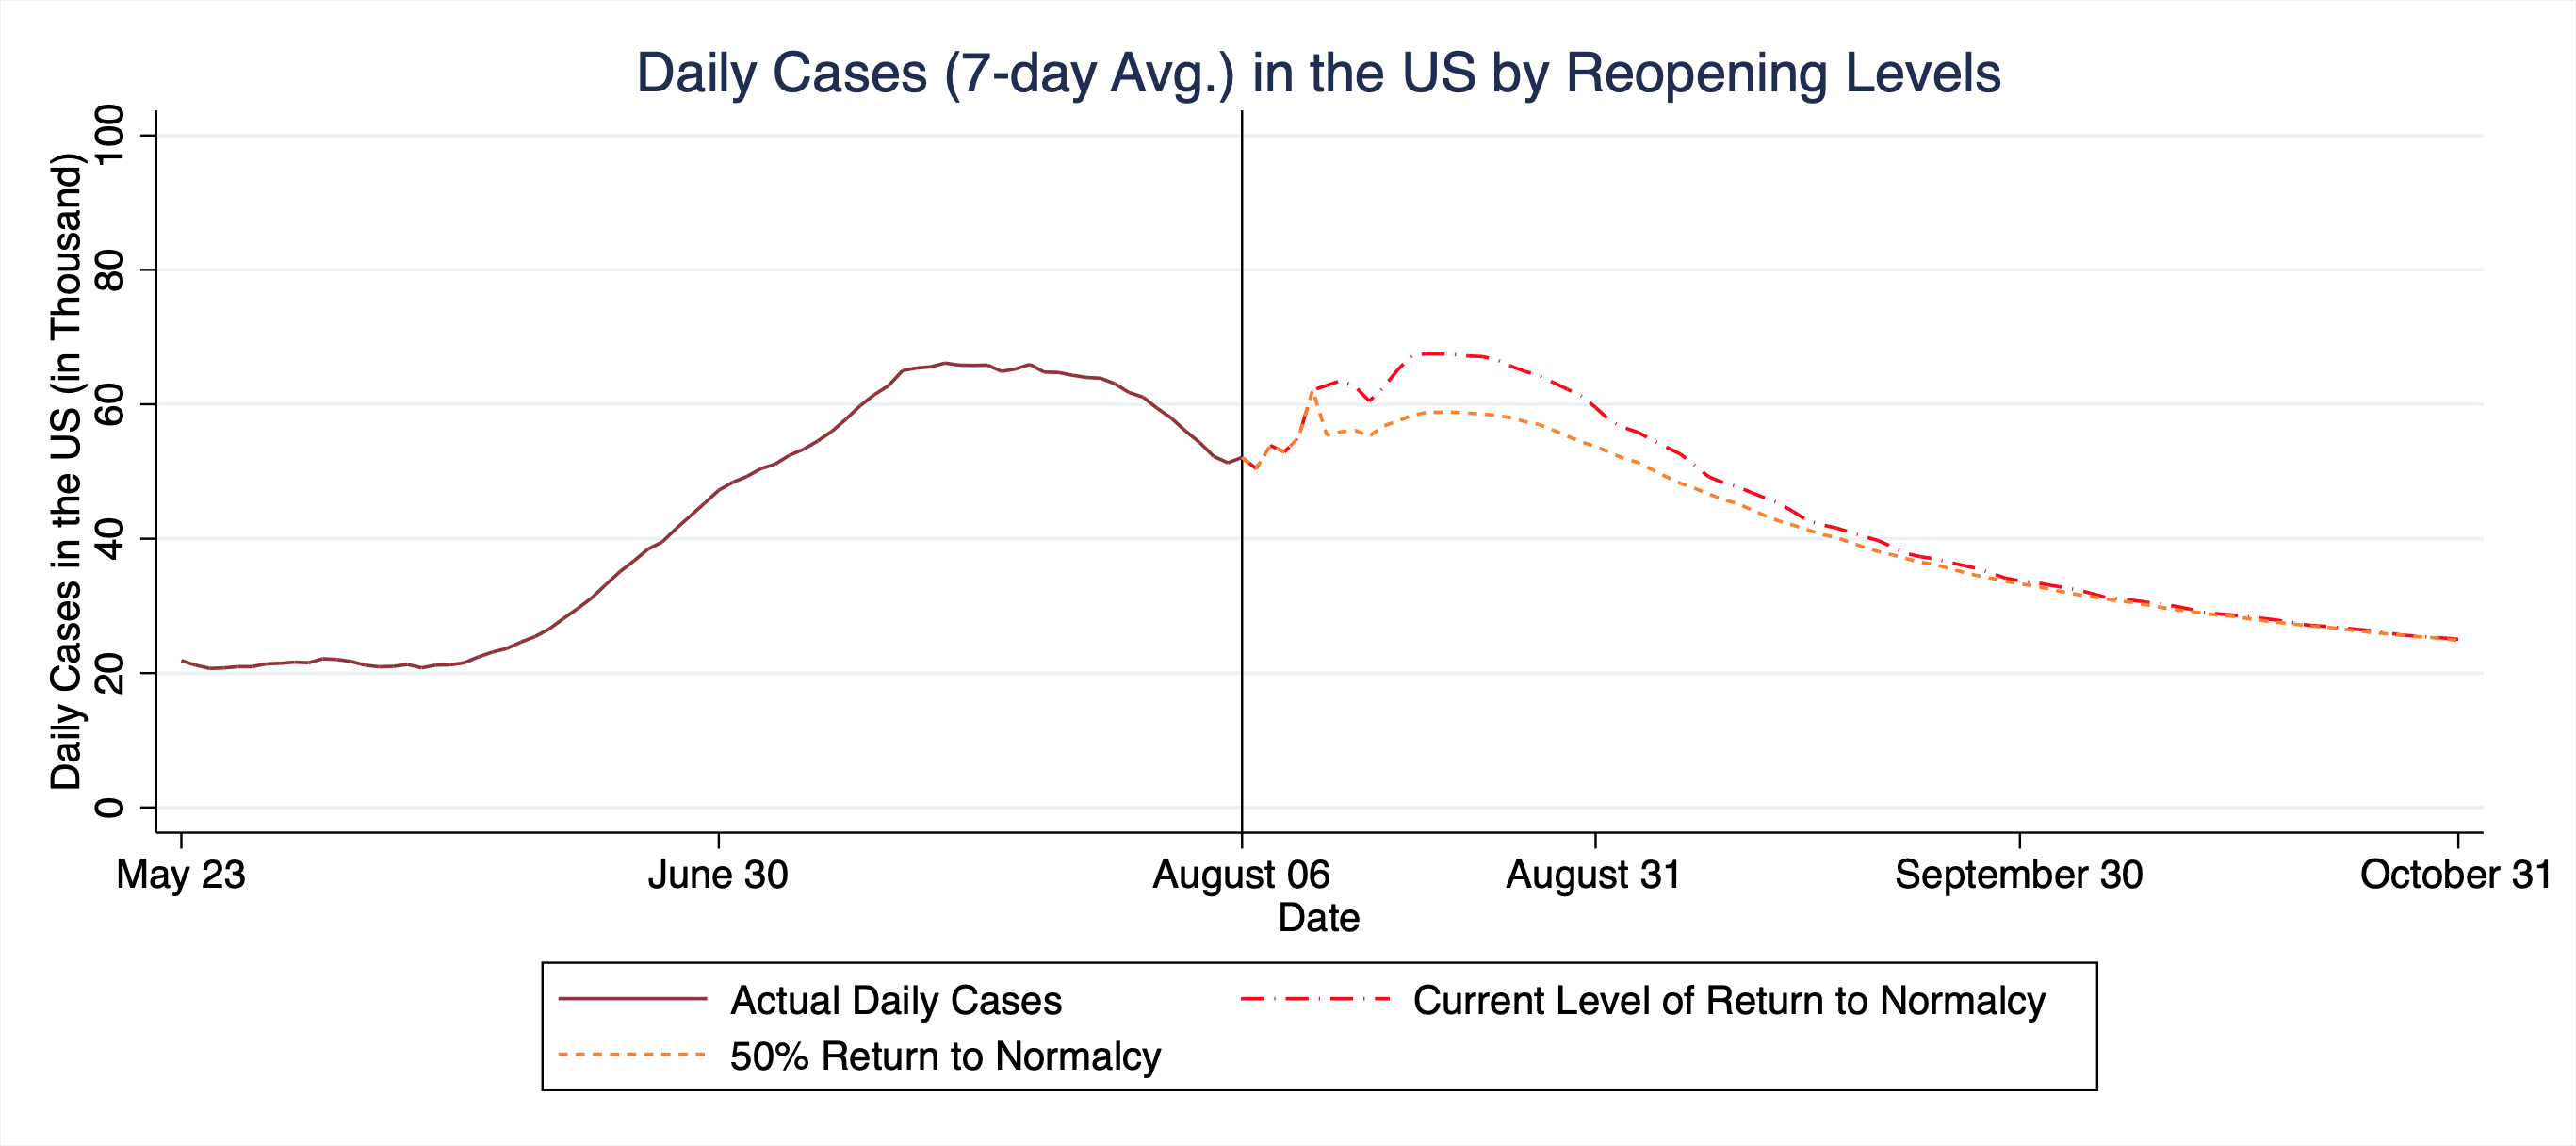 Daily Cases (7-day Avg.) in the US by Reopening Levels
Daily Cases in the US (in Thousand)
100
80
60
40
20
0
May 23
June 30
August 06
August 31
September 30
October 31
Date
Actual Daily Cases
Current Level of Return to Normalcy
50% Return to Normalcy